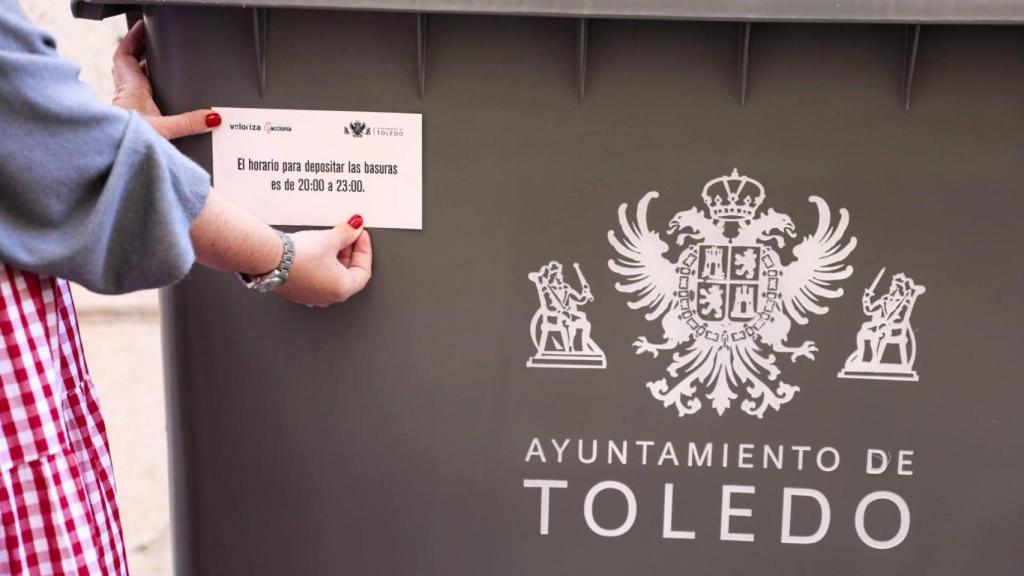 valoriza acciona
TOLEDO
El horario para depositar las basuras
es de 20:00 a 23:00.
AYUNTAMIENTO DE
TOLEDO